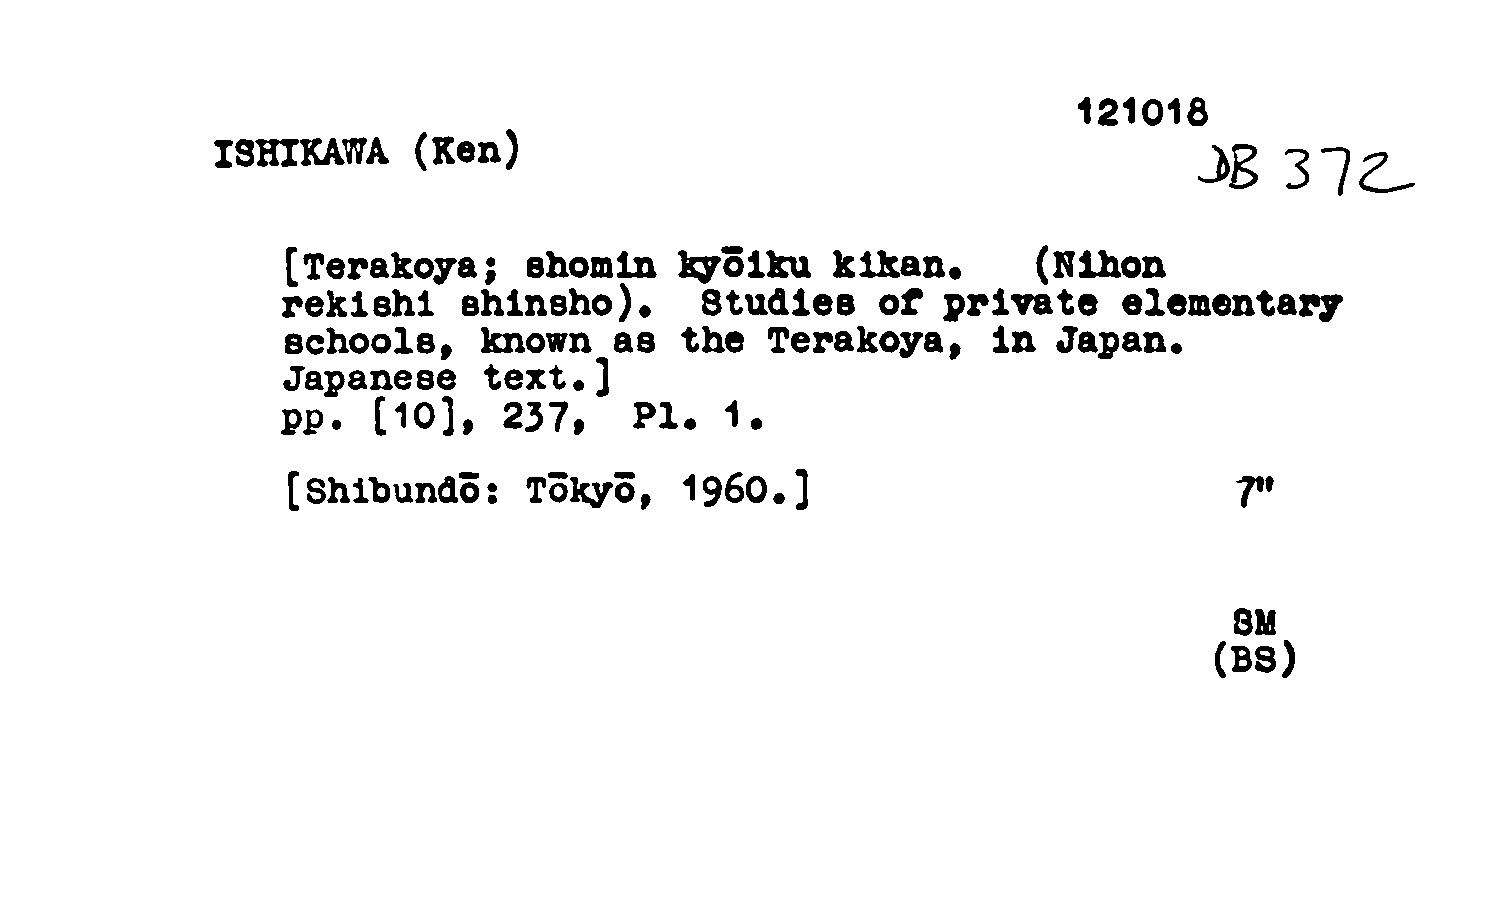 121018
ISHIKAWA (Ken)
DB 372
[Terakoya; shomin kyōiku kikan. (Nihon
rekishi shinsho). Studies of private elementary
schools, known as the Terakoya, in Japan.
Japanese text.]
pp. [10], 237, Pl. 1.
[Shibundō: Tōkyō, 1960.] 7"
SM
(BS)